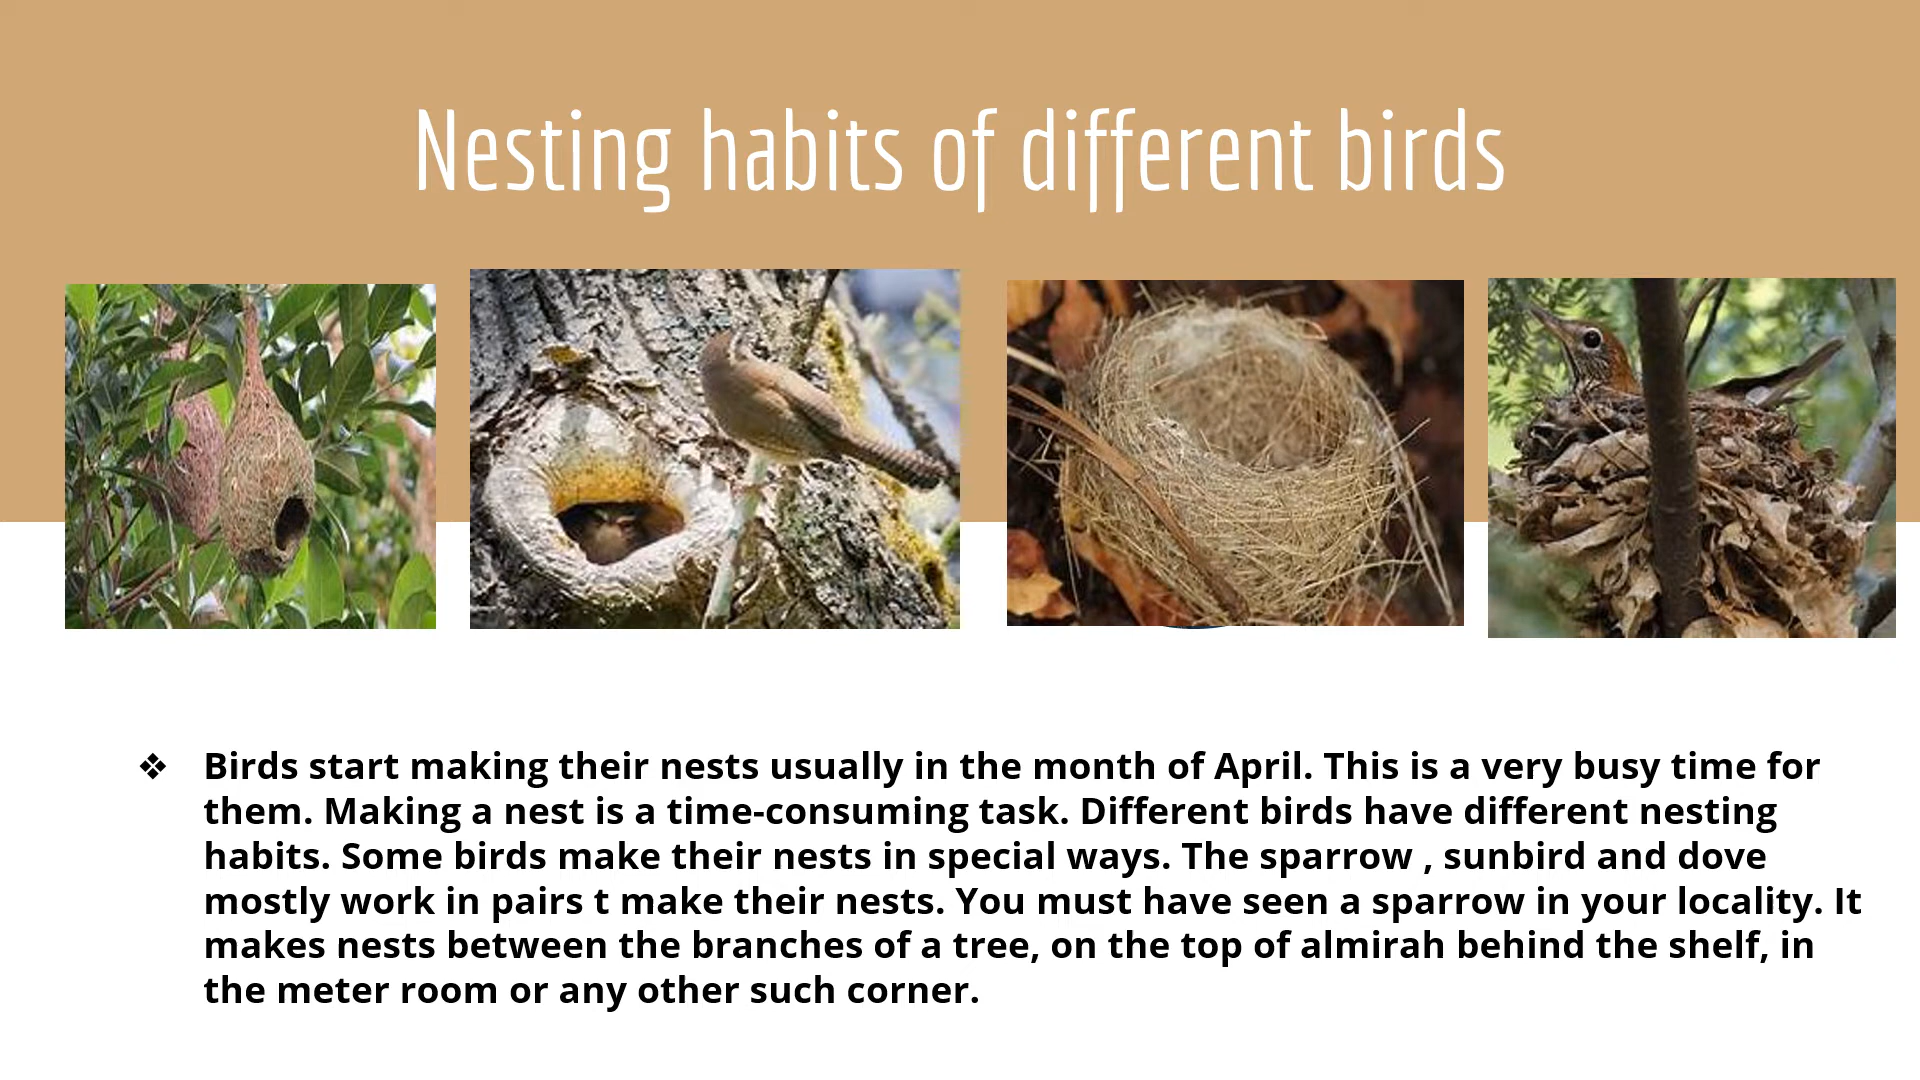 Nesting habits of different birds
❖ Birds start making their nests usually in the month of April. This is a very busy time for
them. Making a nest is a time-consuming task. Different birds have different nesting
habits. Some birds make their nests in special ways. The sparrow , sunbird and dove
mostly work in pairs t make their nests. You must have seen a sparrow in your locality. It
makes nests between the branches of a tree, on the top of almirah behind the shelf, in
the meter room or any other such corner.